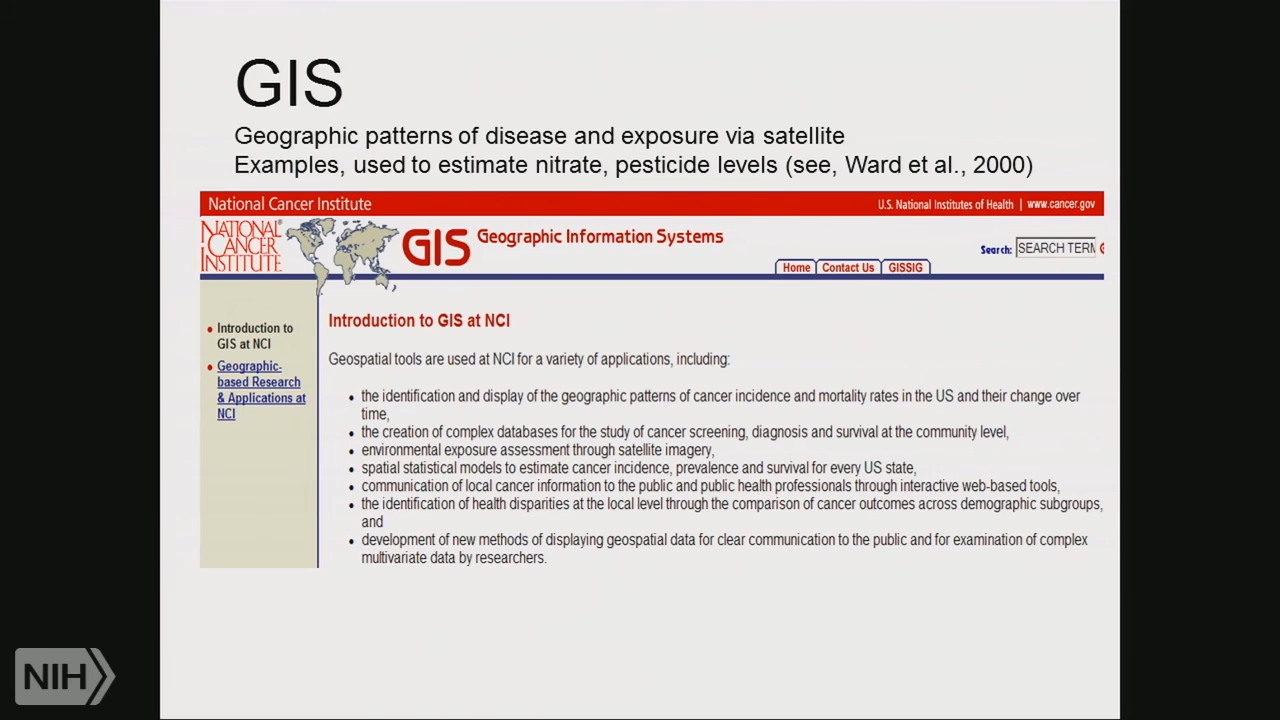 GIS
Geographic patterns of disease and exposure via satellite
Examples, used to estimate nitrate, pesticide levels (see, Ward et al., 2000)
National Cancer Institute
U.S. National Institutes of Health | www.cancer.gov
NATIONAL
CANCER
INSTITUTE
GIS Geographic Information Systems
Search: SEARCH TERM
Home Contact Us GISSIG
• Introduction to
GIS at NCI
• Geographic-
based Research
& Applications at
NCI
Introduction to GIS at NCI
Geospatial tools are used at NCI for a variety of applications, including:
• the identification and display of the geographic patterns of cancer incidence and mortality rates in the US and their change over
time,
• the creation of complex databases for the study of cancer screening, diagnosis and survival at the community level,
• environmental exposure assessment through satellite imagery,
• spatial statistical models to estimate cancer incidence, prevalence and survival for every US state,
• communication of local cancer information to the public and public health professionals through interactive web-based tools,
• the identification of health disparities at the local level through the comparison of cancer outcomes across demographic subgroups,
and
• development of new methods of displaying geospatial data for clear communication to the public and for examination of complex
multivariate data by researchers.
NIH